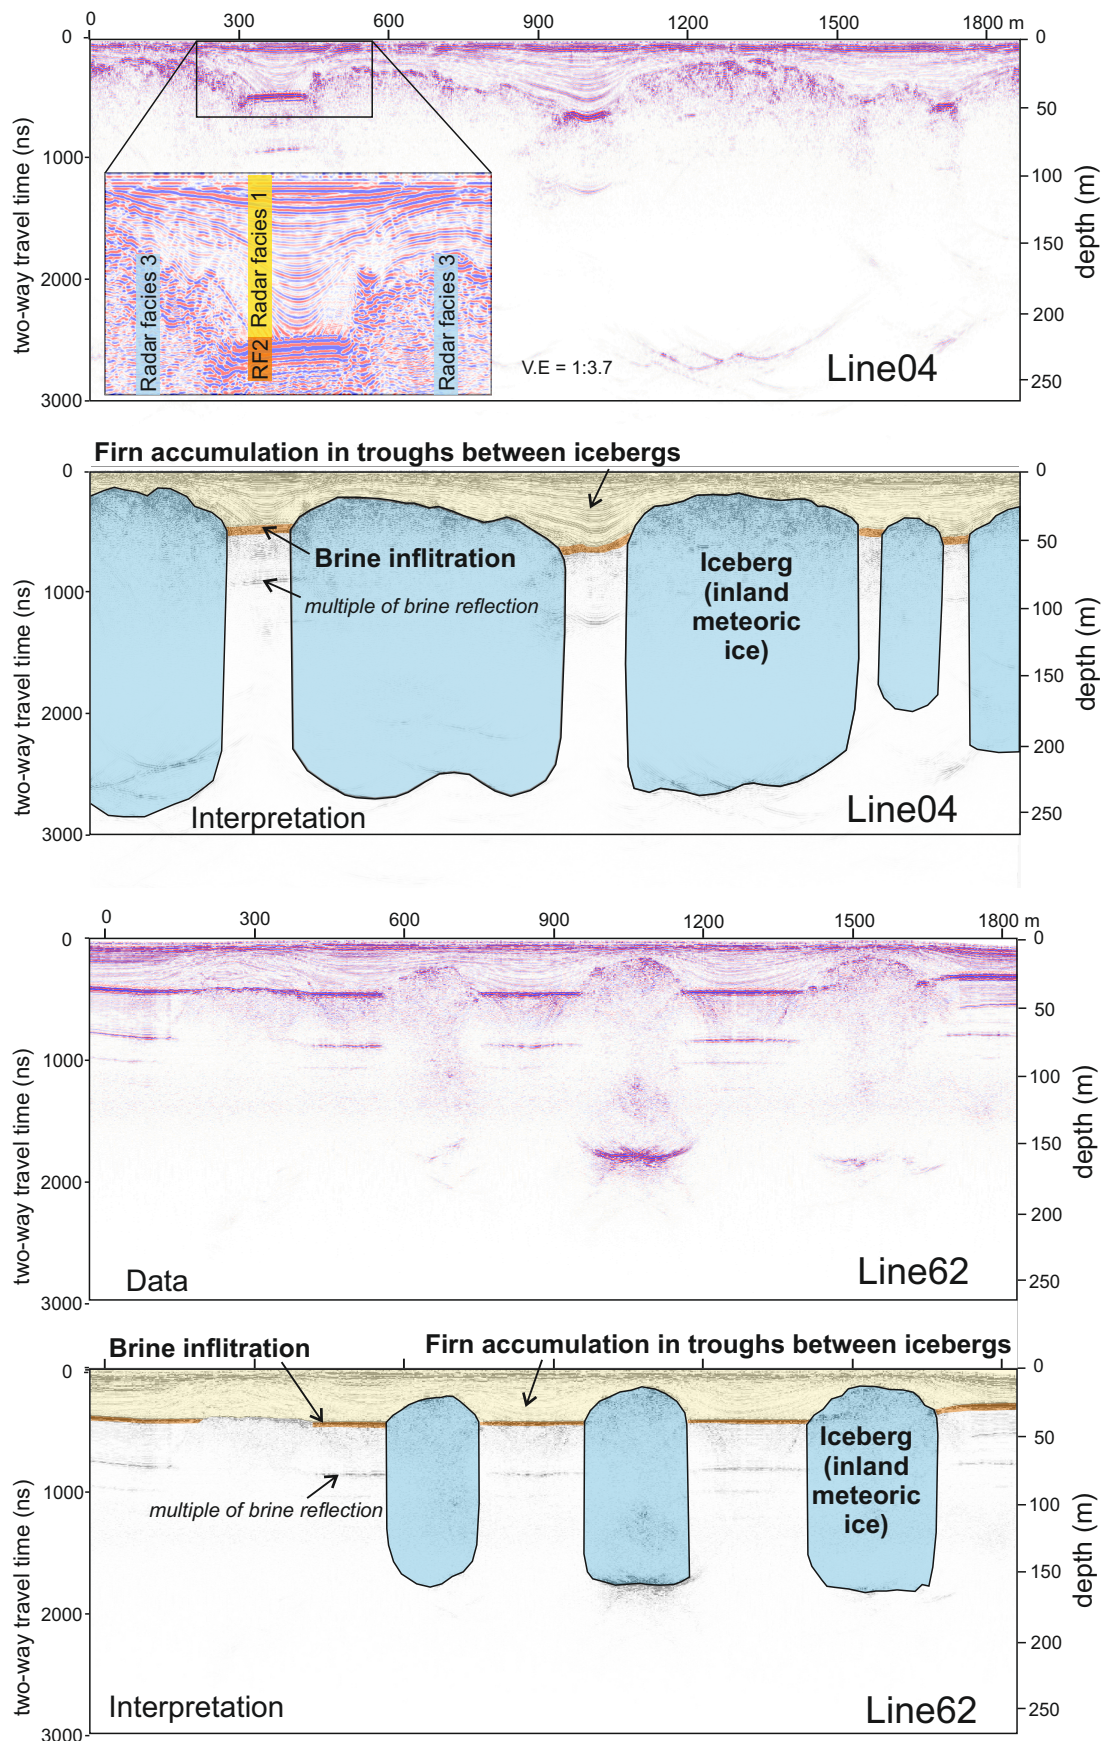 0 300 600 900 1200 1500 1800 m
0
1000
2000
3000
two-way travel time (ns)
0
50
100
150
200
250
depth (m)
Radar facies 3
RF2 Radar facies 1
Radar facies 3
V.E = 1:3.7
Line04
Firn accumulation in troughs between icebergs
0
1000
2000
3000
two-way travel time (ns)
0
50
100
150
200
250
depth (m)
Brine inflitration
multiple of brine reflection
Iceberg
(inland
meteoric
ice)
Interpretation
Line04
0 300 600 900 1200 1500 1800 m
0
1000
2000
3000
two-way travel time (ns)
0
50
100
150
200
250
depth (m)
Data
Line62
Brine inflitration
Firn accumulation in troughs between icebergs
0
1000
2000
3000
two-way travel time (ns)
0
50
100
150
200
250
depth (m)
multiple of brine reflection
Iceberg
(inland
meteoric
ice)
Interpretation
Line62